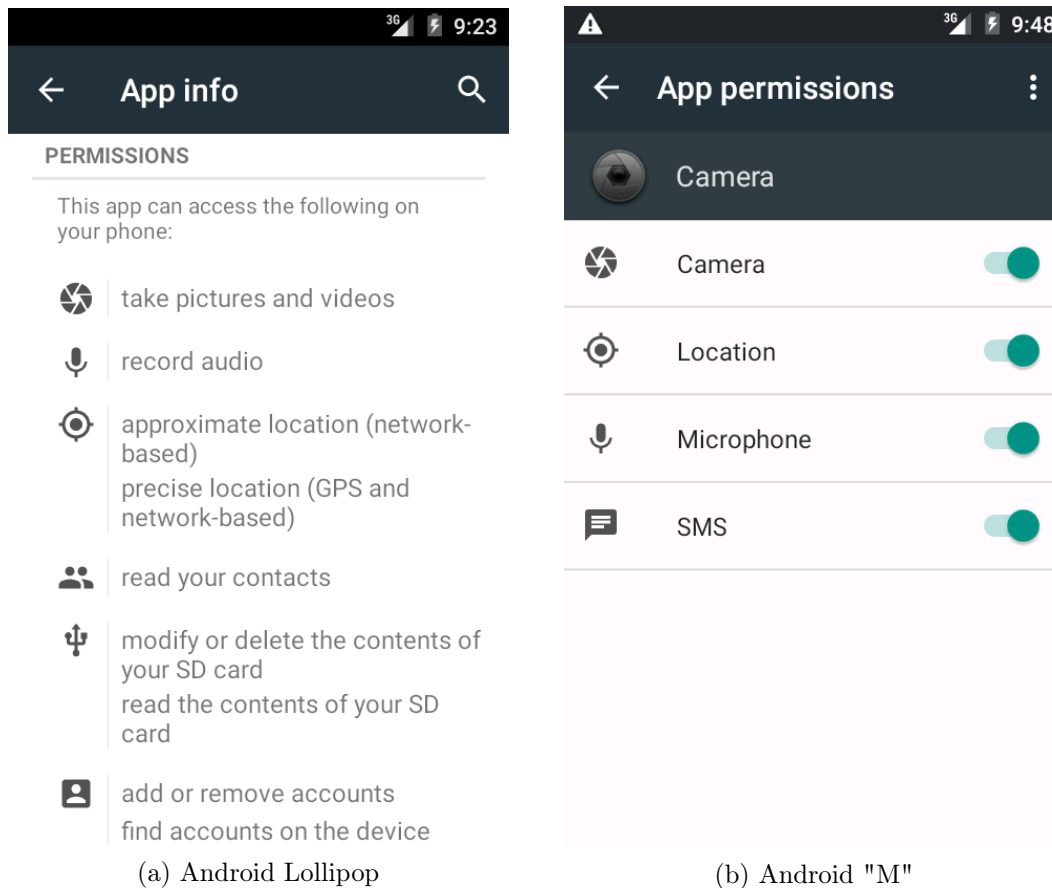 3G 9:23
App info
PERMISSIONS
This app can access the following on
your phone:
take pictures and videos
record audio
approximate location (network-
based)
precise location (GPS and
network-based)
read your contacts
modify or delete the contents of
your SD card
read the contents of your SD
card
add or remove accounts
find accounts on the device
(a) Android Lollipop
3G 9:48
App permissions
Camera
Camera
Location
Microphone
SMS
(b) Android "M"